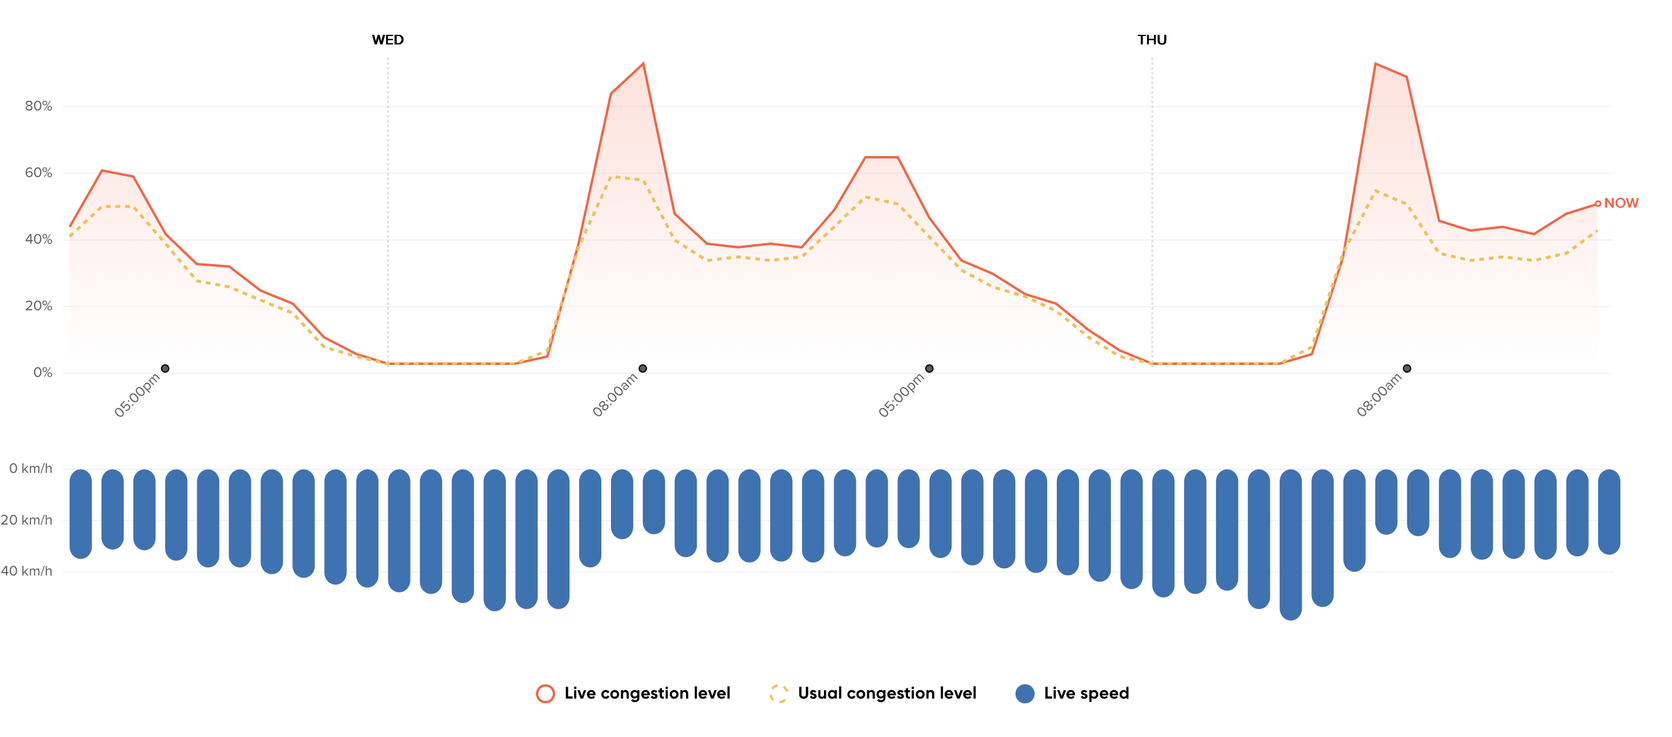 WED
THU
80%
60%
NOW
40%
20%
0%
05:00pm
08:00am
05:00pm
08:00am
0 km/h
20 km/h
40 km/h
Live congestion level
Usual congestion level
Live speed